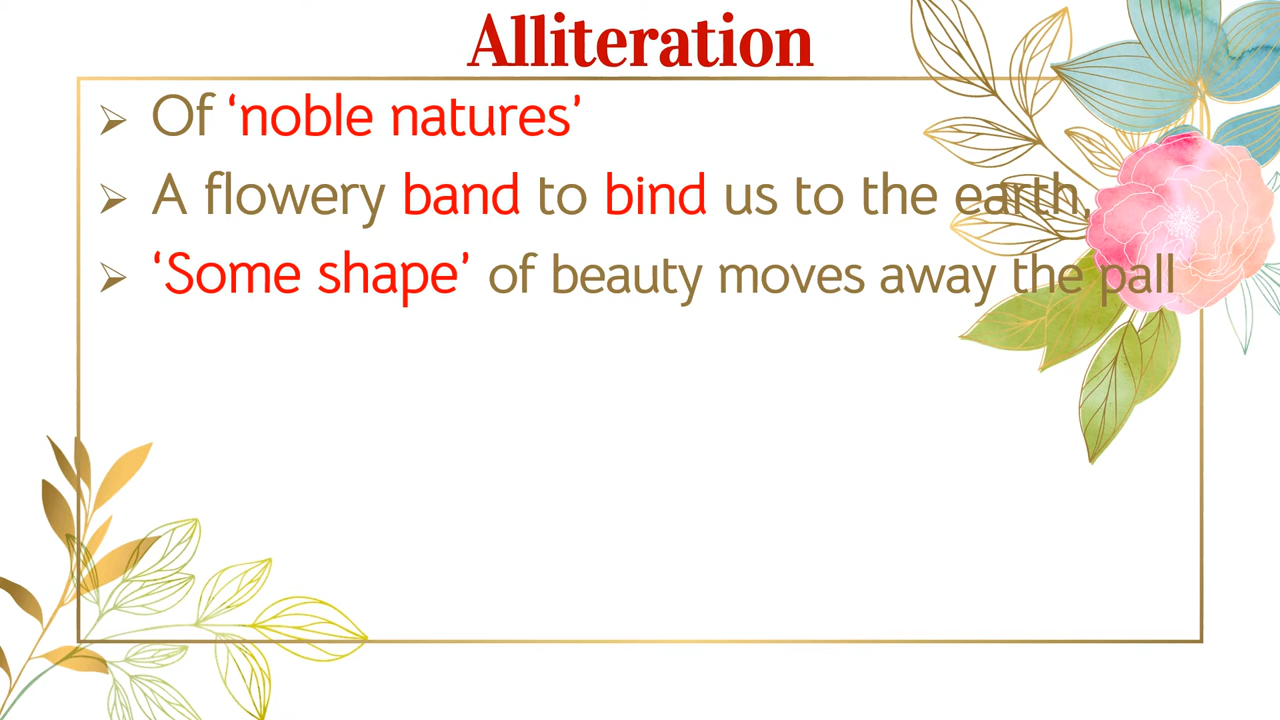 Alliteration
➢ Of ‘noble natures’
➢ A flowery band to bind us to the earth,
➢ ‘Some shape’ of beauty moves away the pall